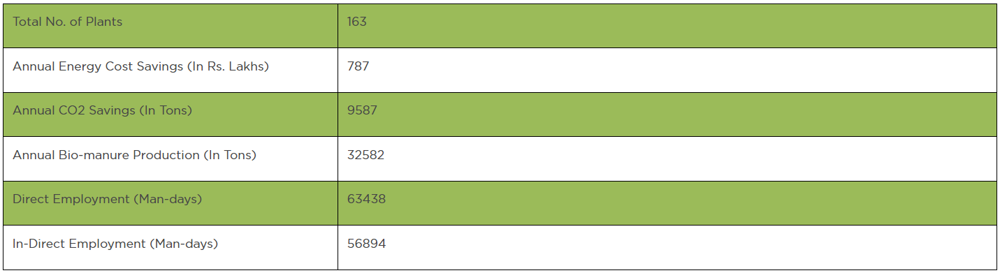 Total No. of Plants 163
Annual Energy Cost Savings (In Rs. Lakhs) 787
Annual CO2 Savings (In Tons) 9587
Annual Bio-manure Production (In Tons) 32582
Direct Employment (Man-days) 63438
In-Direct Employment (Man-days) 56894